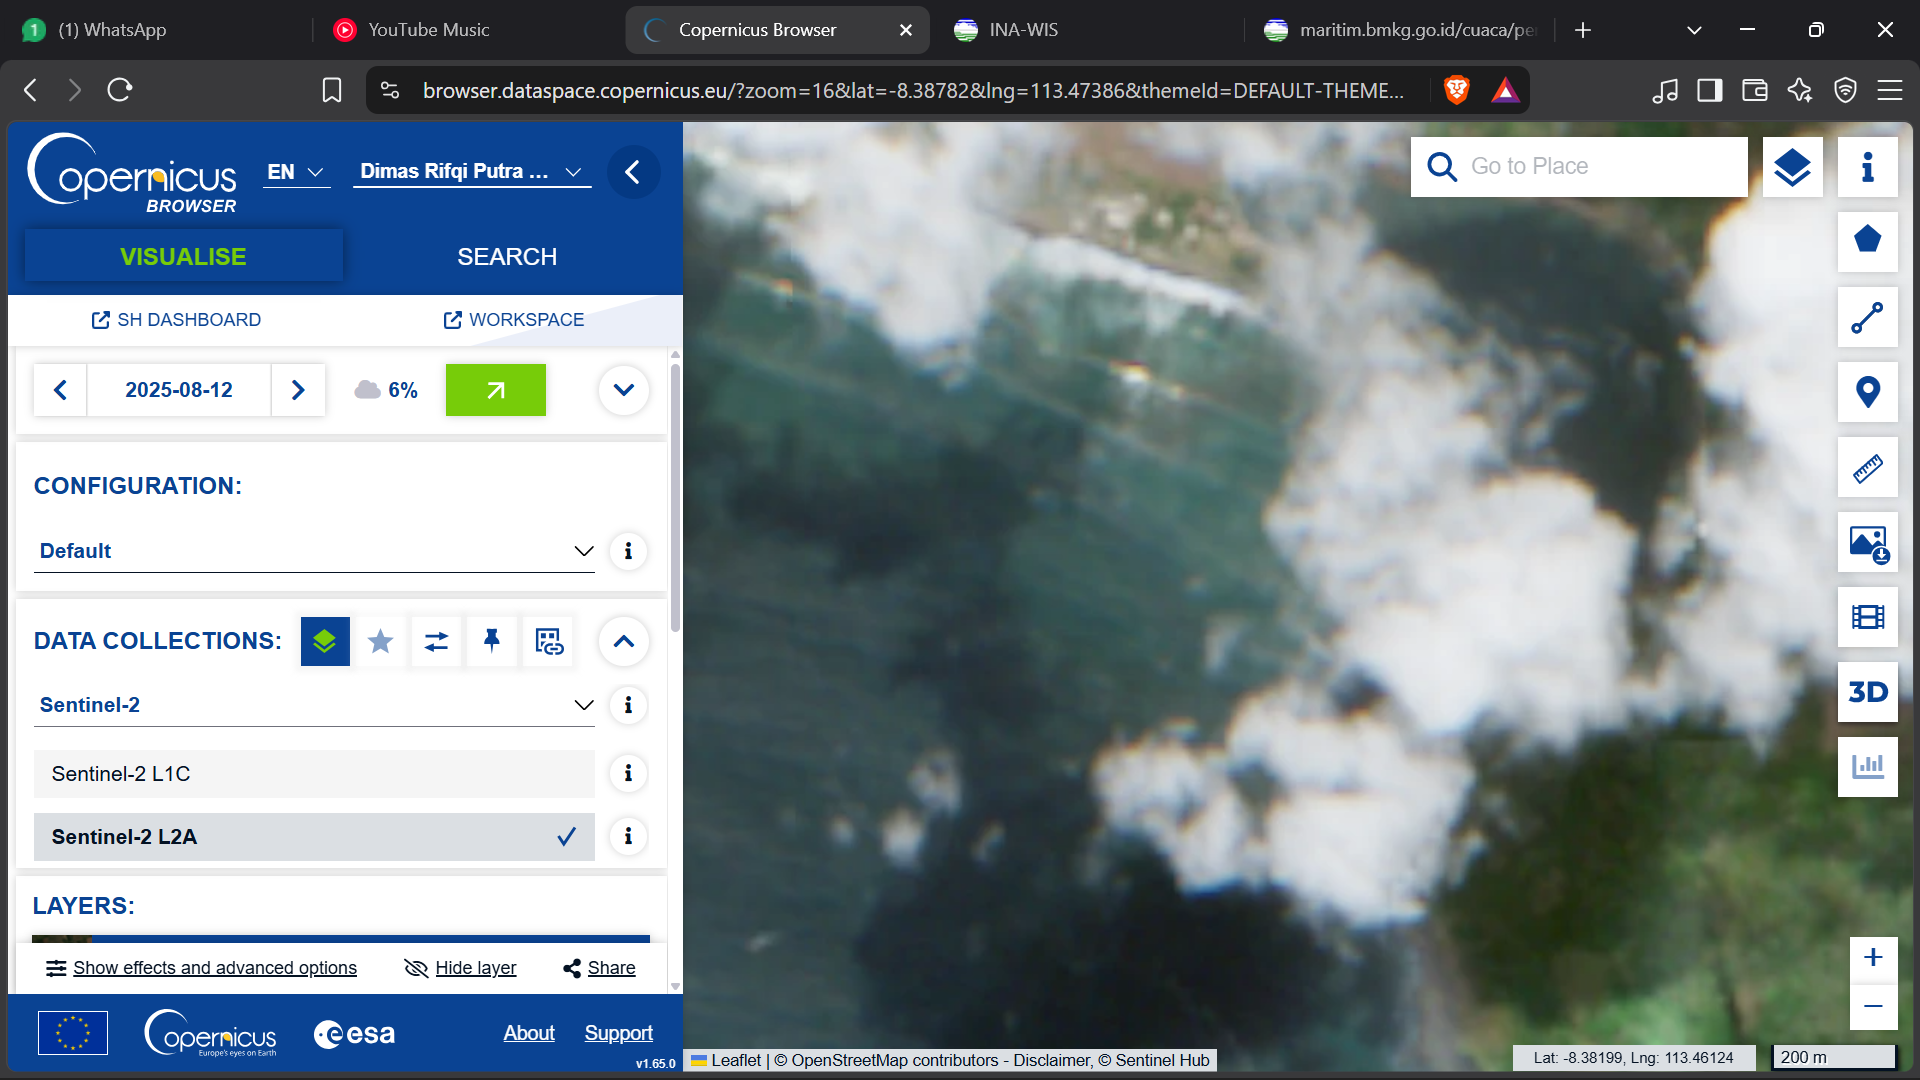 (1) WhatsApp
YouTube Music
Copernicus Browser
INA-WIS
maritim.bmkg.go.id/cuaca/pe
browser.dataspace.copernicus.eu/?zoom=16&lat=-8.38782&lng=113.47386&themeId=DEFAULT-THEME...
opernicus
BROWSER
EN
Dimas Rifqi Putra ...
VISUALISE
SEARCH
SH DASHBOARD
WORKSPACE
2025-08-12
6%
CONFIGURATION:
Default
DATA COLLECTIONS:
Sentinel-2
Sentinel-2 L1C
Sentinel-2 L2A
LAYERS:
Show effects and advanced options
Hide layer
Share
opernicus
Europe's eyes on Earth
esa
About
Support
v1.65.0
Go to Place
3D
+
−
Leaflet | © OpenStreetMap contributors - Disclaimer, © Sentinel Hub
Lat: -8.38199, Lng: 113.46124
200 m